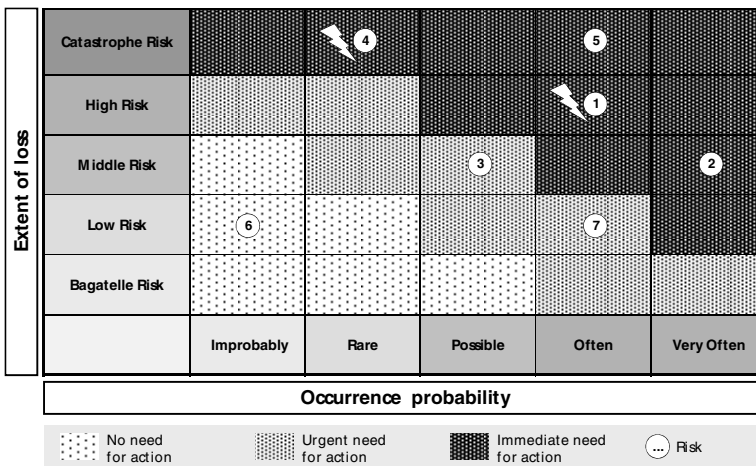 Extent of loss
Catastrophe Risk
4
5
High Risk
1
Middle Risk
3
2
Low Risk
6
7
Bagatelle Risk
Improbably
Rare
Possible
Often
Very Often
Occurrence probability
No need
for action
Urgent need
for action
Immediate need
for action
...
Risk